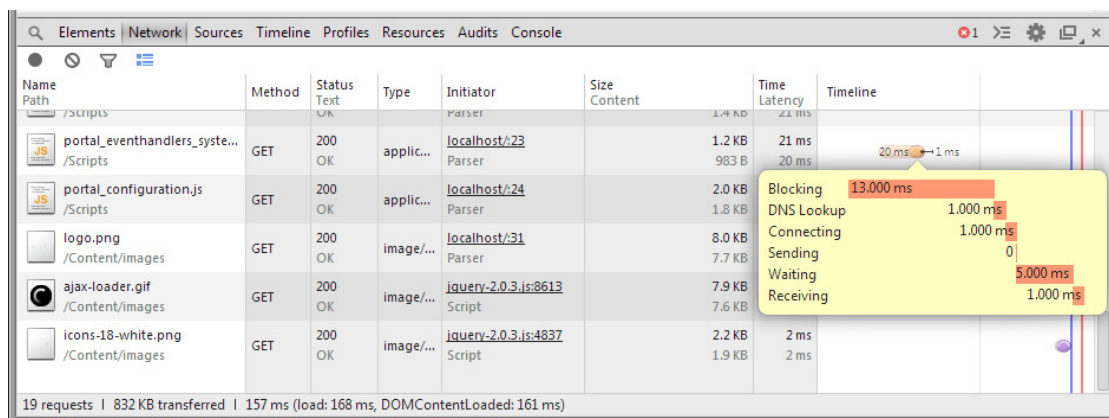 Elements Network Sources Timeline Profiles Resources Audits Console 1
Name Path Method Status Text Type Initiator Size Content Time Latency Timeline
/Scripts OK Parser 1.4 KB 21 ms
portal_eventhandlers_syste... GET 200 applic... localhost/:23 1.2 KB 21 ms
/Scripts OK Parser 983 B 20 ms
20 ms 1 ms
portal_configuration.js GET 200 applic... localhost/:24 2.0 KB
/Scripts OK Parser 1.8 KB
logo.png GET 200 image/... localhost/:31 8.0 KB
/Content/images OK Parser 7.7 KB
ajax-loader.gif GET 200 image/... jquery-2.0.3.js:8613 7.9 KB
/Content/images OK Script 7.6 KB
icons-18-white.png GET 200 image/... jquery-2.0.3.js:4837 2.2 KB 2 ms
/Content/images OK Script 1.9 KB 2 ms
Blocking 13.000 ms
DNS Lookup 1.000 ms
Connecting 1.000 ms
Sending 0
Waiting 5.000 ms
Receiving 1.000 ms
19 requests | 832 KB transferred | 157 ms (load: 168 ms, DOMContentLoaded: 161 ms)